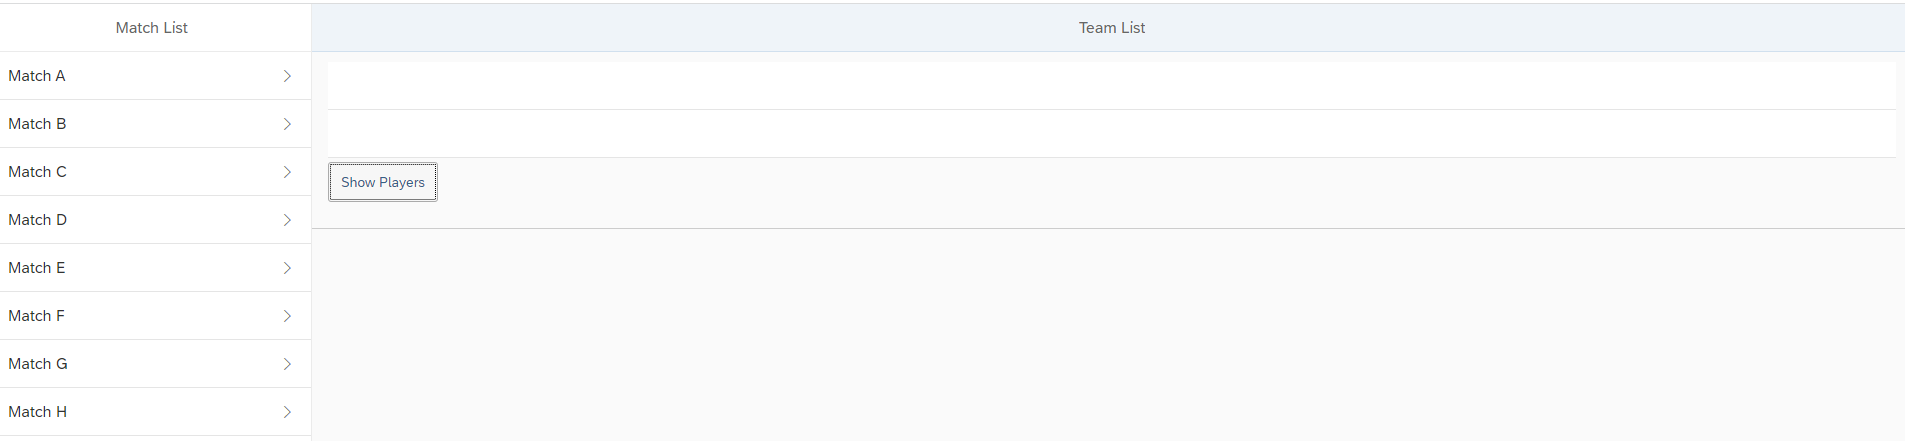 Match List
Team List
Match A
Match B
Match C
Match D
Match E
Match F
Match G
Match H
Show Players